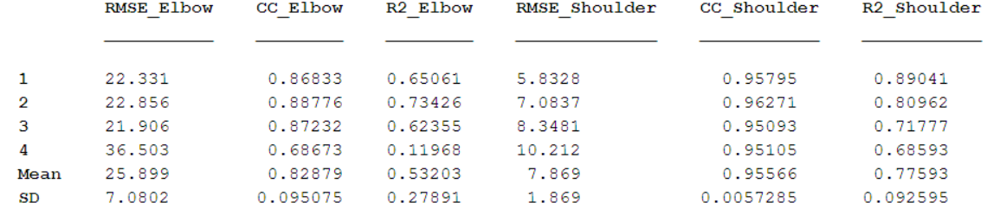 RMSE_Elbow CC_Elbow R2_Elbow RMSE_Shoulder CC_Shoulder R2_Shoulder
1 22.331 0.86833 0.65061 5.8328 0.95795 0.89041
2 22.856 0.88776 0.73426 7.0837 0.96271 0.80962
3 21.906 0.87232 0.62355 8.3481 0.95093 0.71777
4 36.503 0.68673 0.11968 10.212 0.95105 0.68593
Mean 25.899 0.82879 0.53203 7.869 0.95566 0.77593
SD 7.0802 0.095075 0.27891 1.869 0.0057285 0.092595